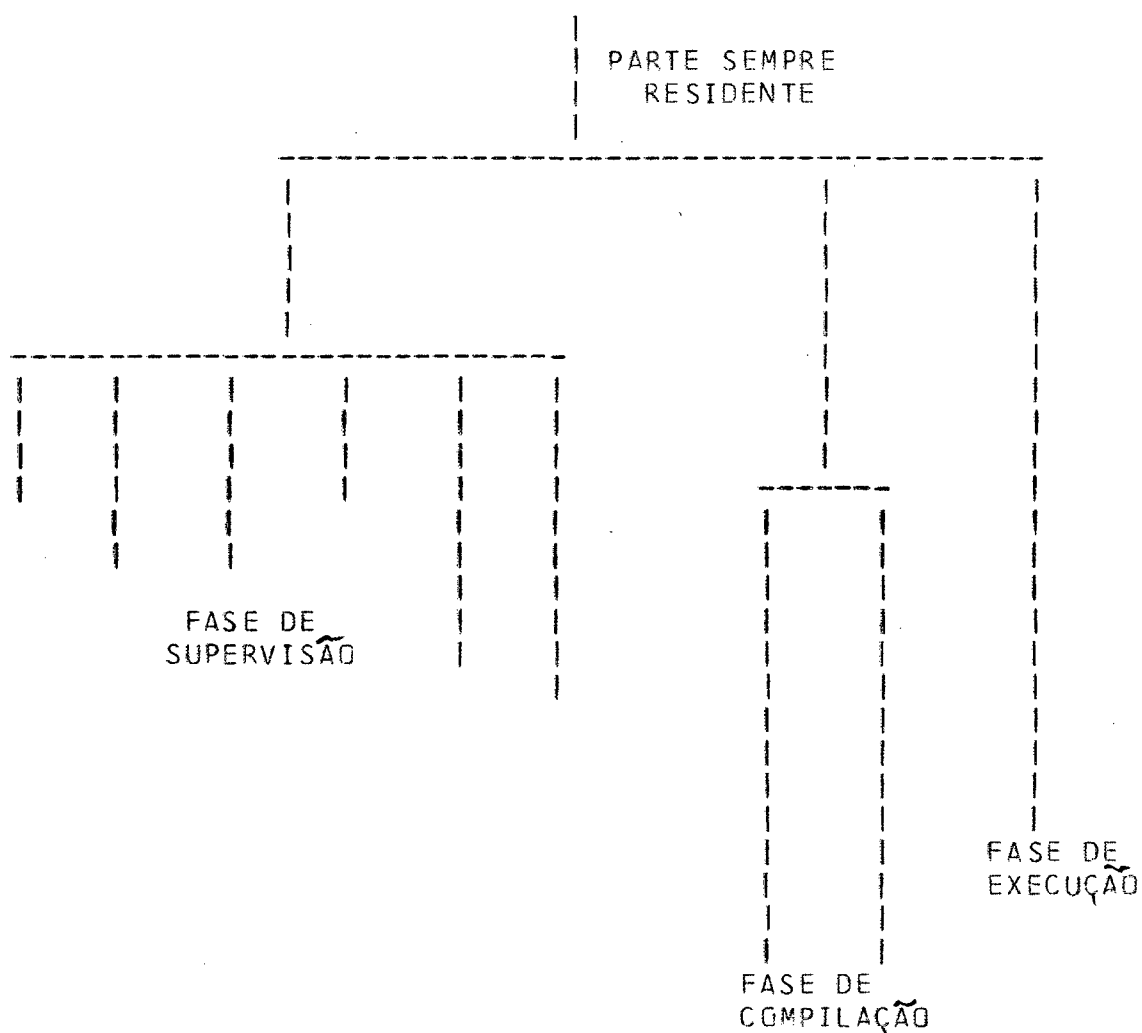 PARTE SEMPRE
RESIDENTE
FASE DE
SUPERVISÃO
FASE DE
EXECUÇÃO
FASE DE
COMPILAÇÃO